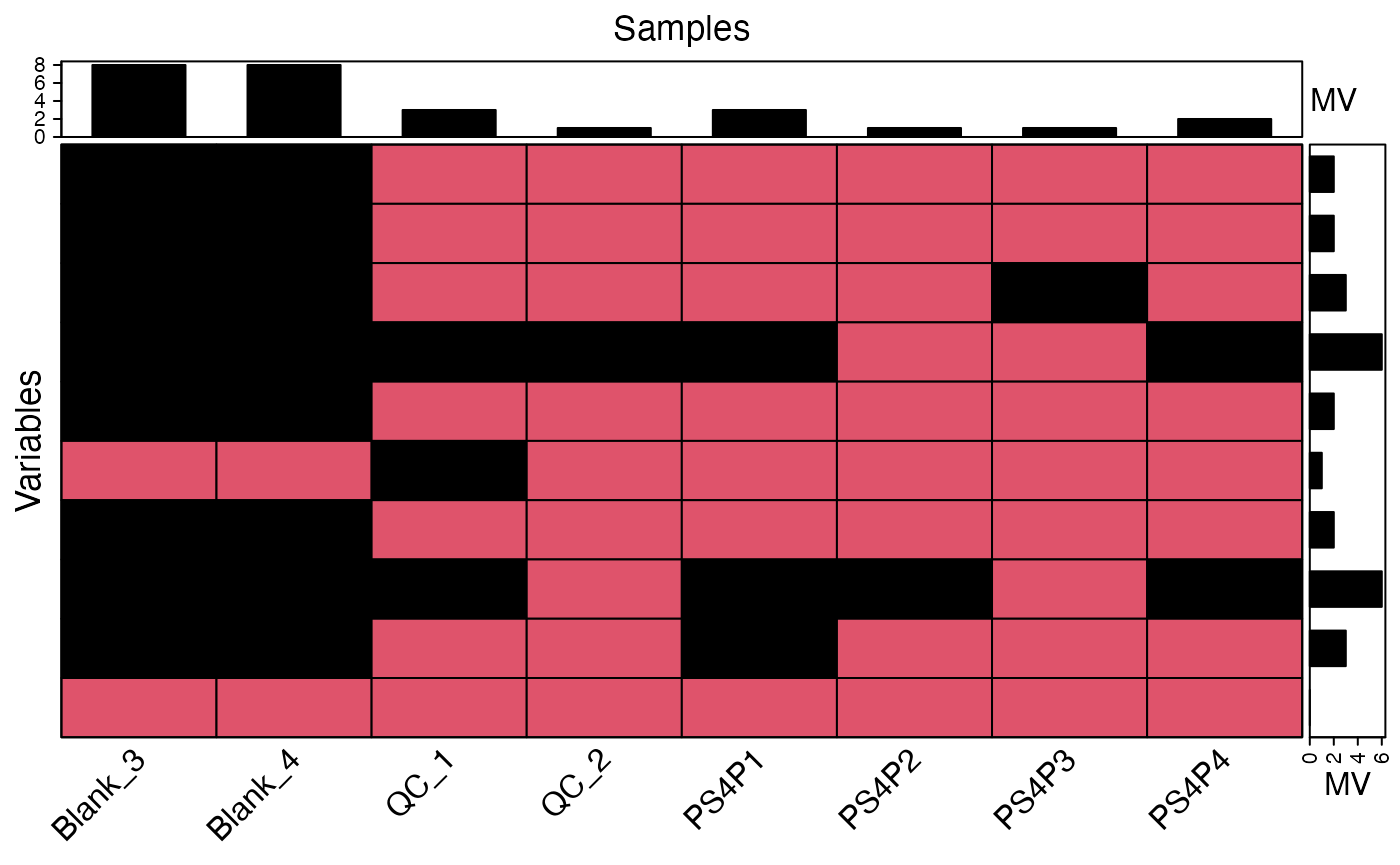 Samples
8
6
4
2
0
MV
Variables
Blank_3
Blank_4
QC_1
QC_2
PS4P1
PS4P2
PS4P3
PS4P4
0
2
4
6
MV